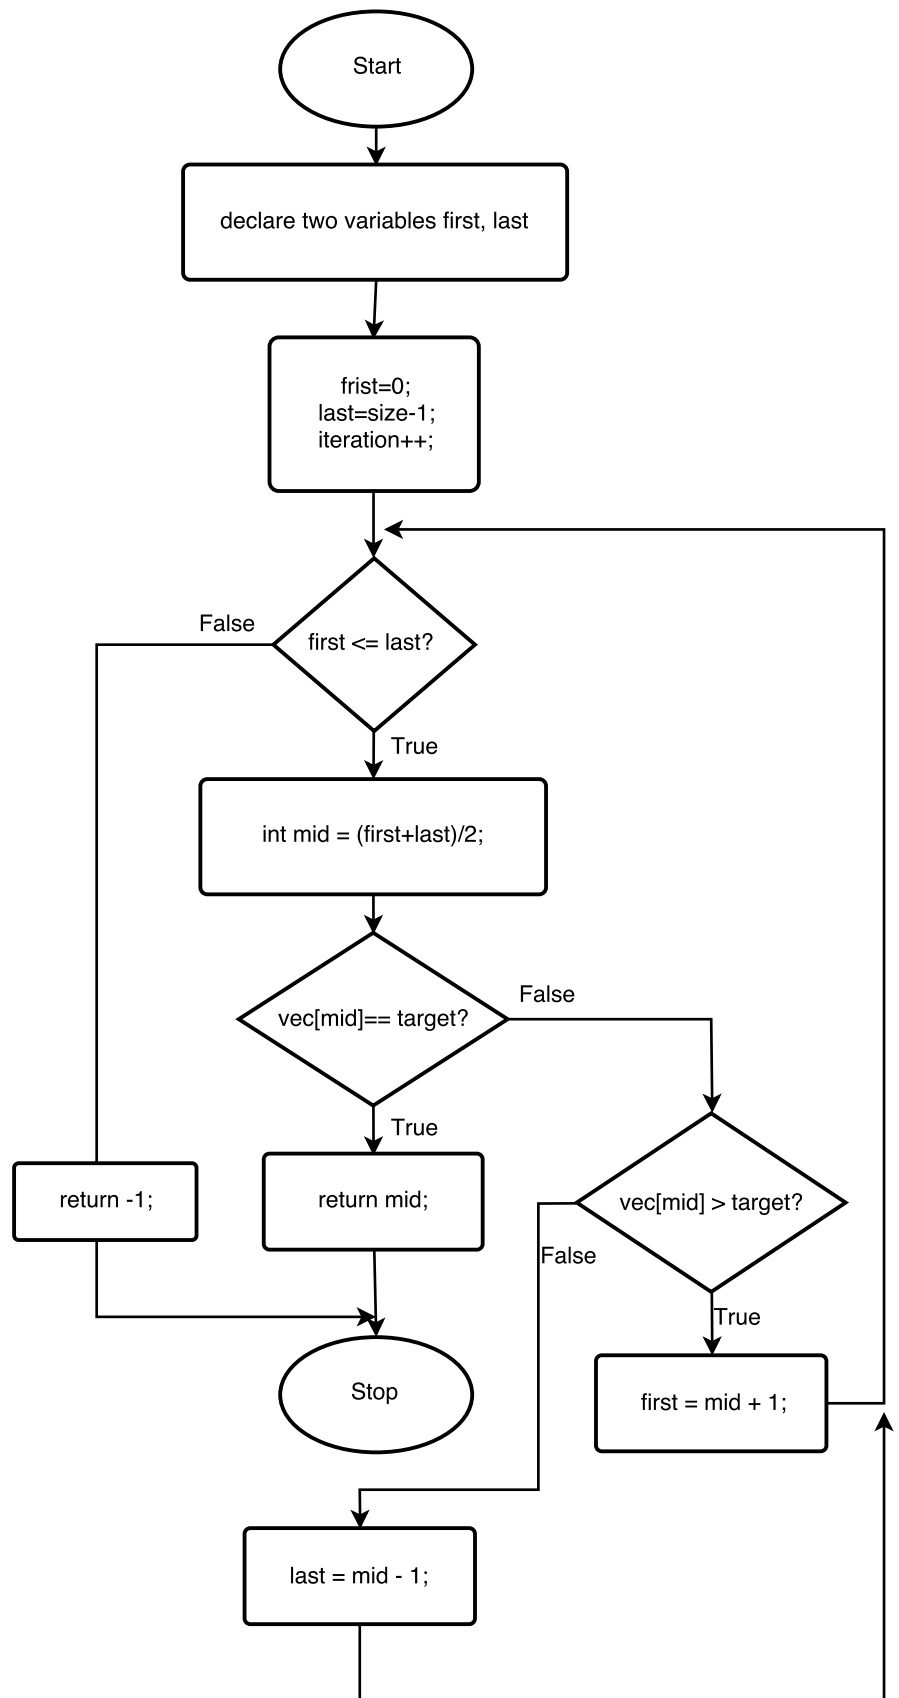 Start
declare two variables first, last
frist=0;
last=size-1;
iteration++;
first <= last?
False
True
int mid = (first+last)/2;
vec[mid]== target?
False
True
return -1;
return mid;
vec[mid] > target?
False
True
Stop
first = mid + 1;
last = mid - 1;